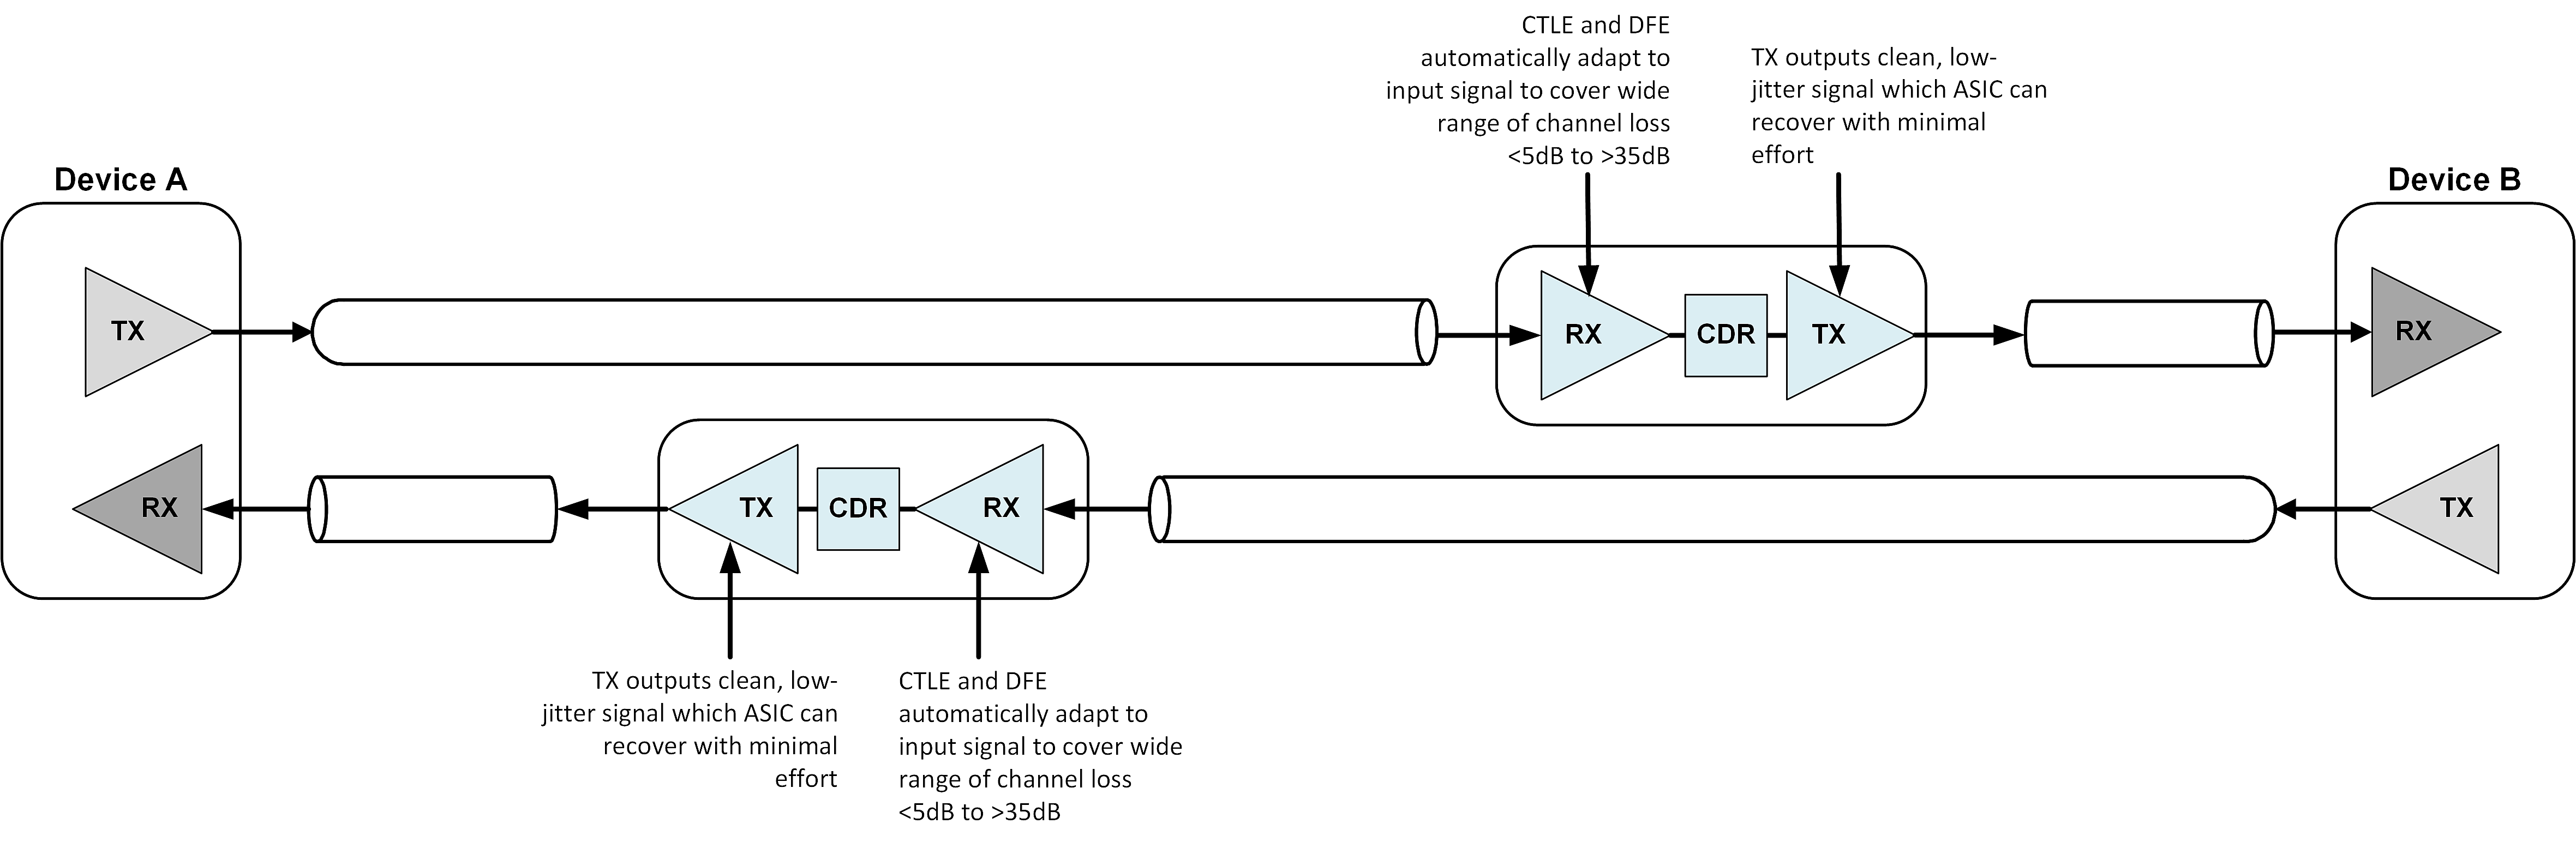 CTLE and DFE
automatically adapt to
input signal to cover wide
range of channel loss
<5dB to >35dB
TX outputs clean, low-
jitter signal which ASIC can
recover with minimal
effort
Device A
Device B
TX
RX
CDR
TX
RX
RX
TX
CDR
RX
TX
TX outputs clean, low-
jitter signal which ASIC can
recover with minimal
effort
CTLE and DFE
automatically adapt to
input signal to cover wide
range of channel loss
<5dB to >35dB